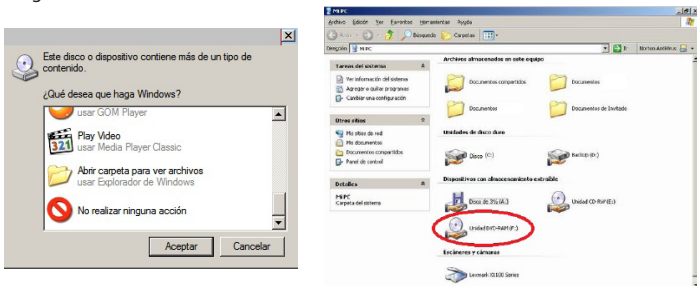 Este disco o dispositivo contiene más de un tipo de
contenido.
¿Qué desea que haga Windows?
usar GOM Player
Play Video
usar Media Player Classic
Abrir carpeta para ver archivos
usar Explorador de Windows
No realizar ninguna acción
Aceptar
Cancelar
Mi PC
Archivo Edición Ver Favoritos Herramientas Ayuda
Búsqueda Carpetas
Dirección Mi PC
Ir
Norton AntiVirus
Tareas del sistema
Ver información del sistema
Agregar o quitar programas
Cambiar una configuración
Otros sitios
Mis sitios de red
Mis documentos
Documentos compartidos
Panel de control
Detalles
Mi PC
Carpeta del sistema
Archivos almacenados en este equipo
Documentos compartidos
Documentos
Documentos
Documentos de Invitado
Unidades de disco duro
Disco (C:)
Backup (D:)
Dispositivos con almacenamiento extraíble
Disco de 3½ (A:)
Unidad CD-RW (E:)
Unidad DVD-RAM (F:)
Escáneres y cámaras
Lexmark X1100 Series